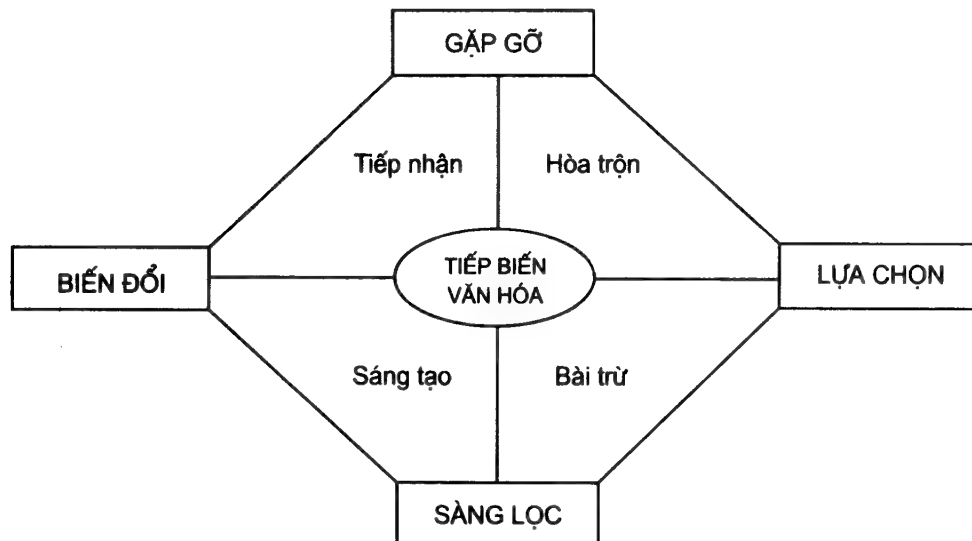 GẶP GỠ
Tiếp nhận
Hòa trộn
BIẾN ĐỔI
TIẾP BIẾN
VĂN HÓA
LỰA CHỌN
Sáng tạo
Bài trừ
SÀNG LỌC